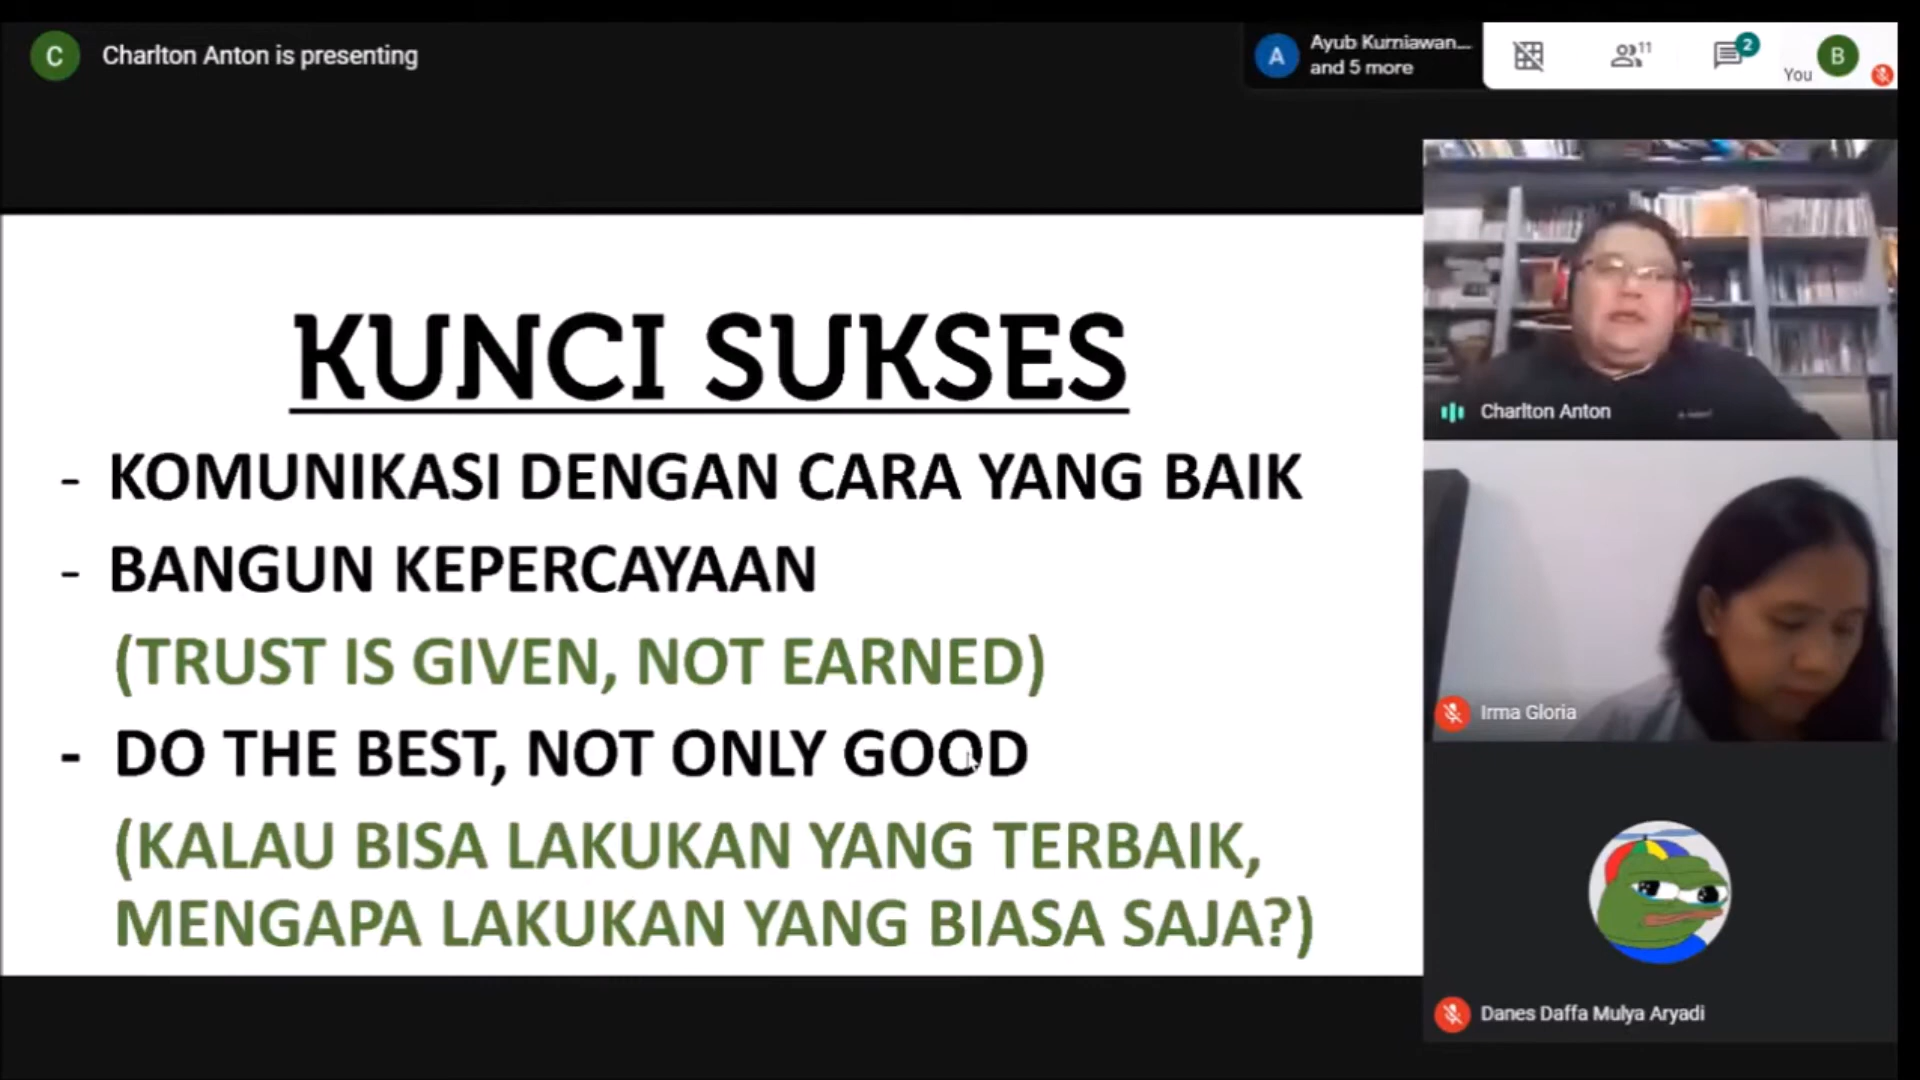 C
Charlton Anton is presenting
A
Ayub Kurniawan...
and 5 more
11
2
You
B
KUNCI SUKSES
- KOMUNIKASI DENGAN CARA YANG BAIK
- BANGUN KEPERCAYAAN
(TRUST IS GIVEN, NOT EARNED)
- DO THE BEST, NOT ONLY GOOD
(KALAU BISA LAKUKAN YANG TERBAIK,
MENGAPA LAKUKAN YANG BIASA SAJA?)
Charlton Anton
Irma Gloria
Danes Daffa Mulya Aryadi